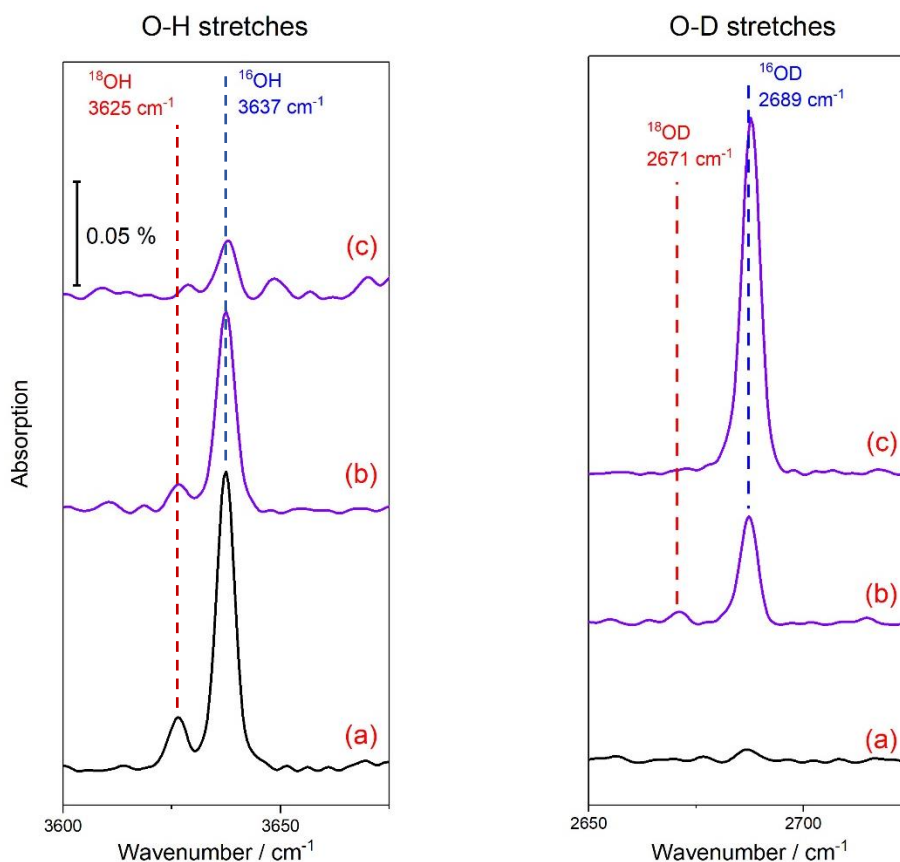 O-H stretches
¹⁸OH
3625 cm⁻¹
¹⁶OH
3637 cm⁻¹
0.05 %
(c)
(b)
(a)
Absorption
3600
3650
Wavenumber / cm⁻¹
O-D stretches
¹⁶OD
2689 cm⁻¹
¹⁸OD
2671 cm⁻¹
(c)
(b)
(a)
2650
2700
Wavenumber / cm⁻¹